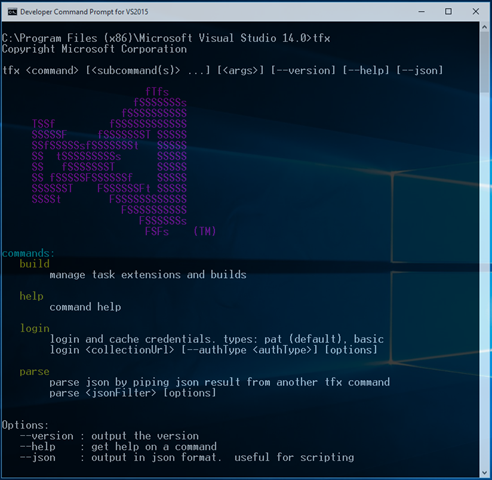 Developer Command Prompt for VS2015
C:\Program Files (x86)\Microsoft Visual Studio 14.0>tfx
Copyright Microsoft Corporation
tfx <command> [<subcommand(s)> ...] [<args>] [--version] [--help] [--json]
fTfs
fSSSSSSSs
fSSSSSSSSSS
TSSf fSSSSSSSSSSSS
SSSSSF fSSSSSSST SSSSS
SSfSSSSSsfSSSSSSSt SSSSS
SS tSSSSSSSSSs SSSSS
SS fSSSSSSST SSSSS
SS fSSSSSFSSSSSSf SSSSS
SSSSSST FSSSSSSFt SSSSS
SSSSt FSSSSSSSSSSSS
FSSSSSSSSSS
FSSSSSSs
FSFs (TM)
commands:
build
manage task extensions and builds
help
command help
login
login and cache credentials. types: pat (default), basic
login <collectionUrl> [--authType <authType>] [options]
parse
parse json by piping json result from another tfx command
parse <jsonFilter> [options]
Options:
--version : output the version
--help : get help on a command
--json : output in json format. useful for scripting